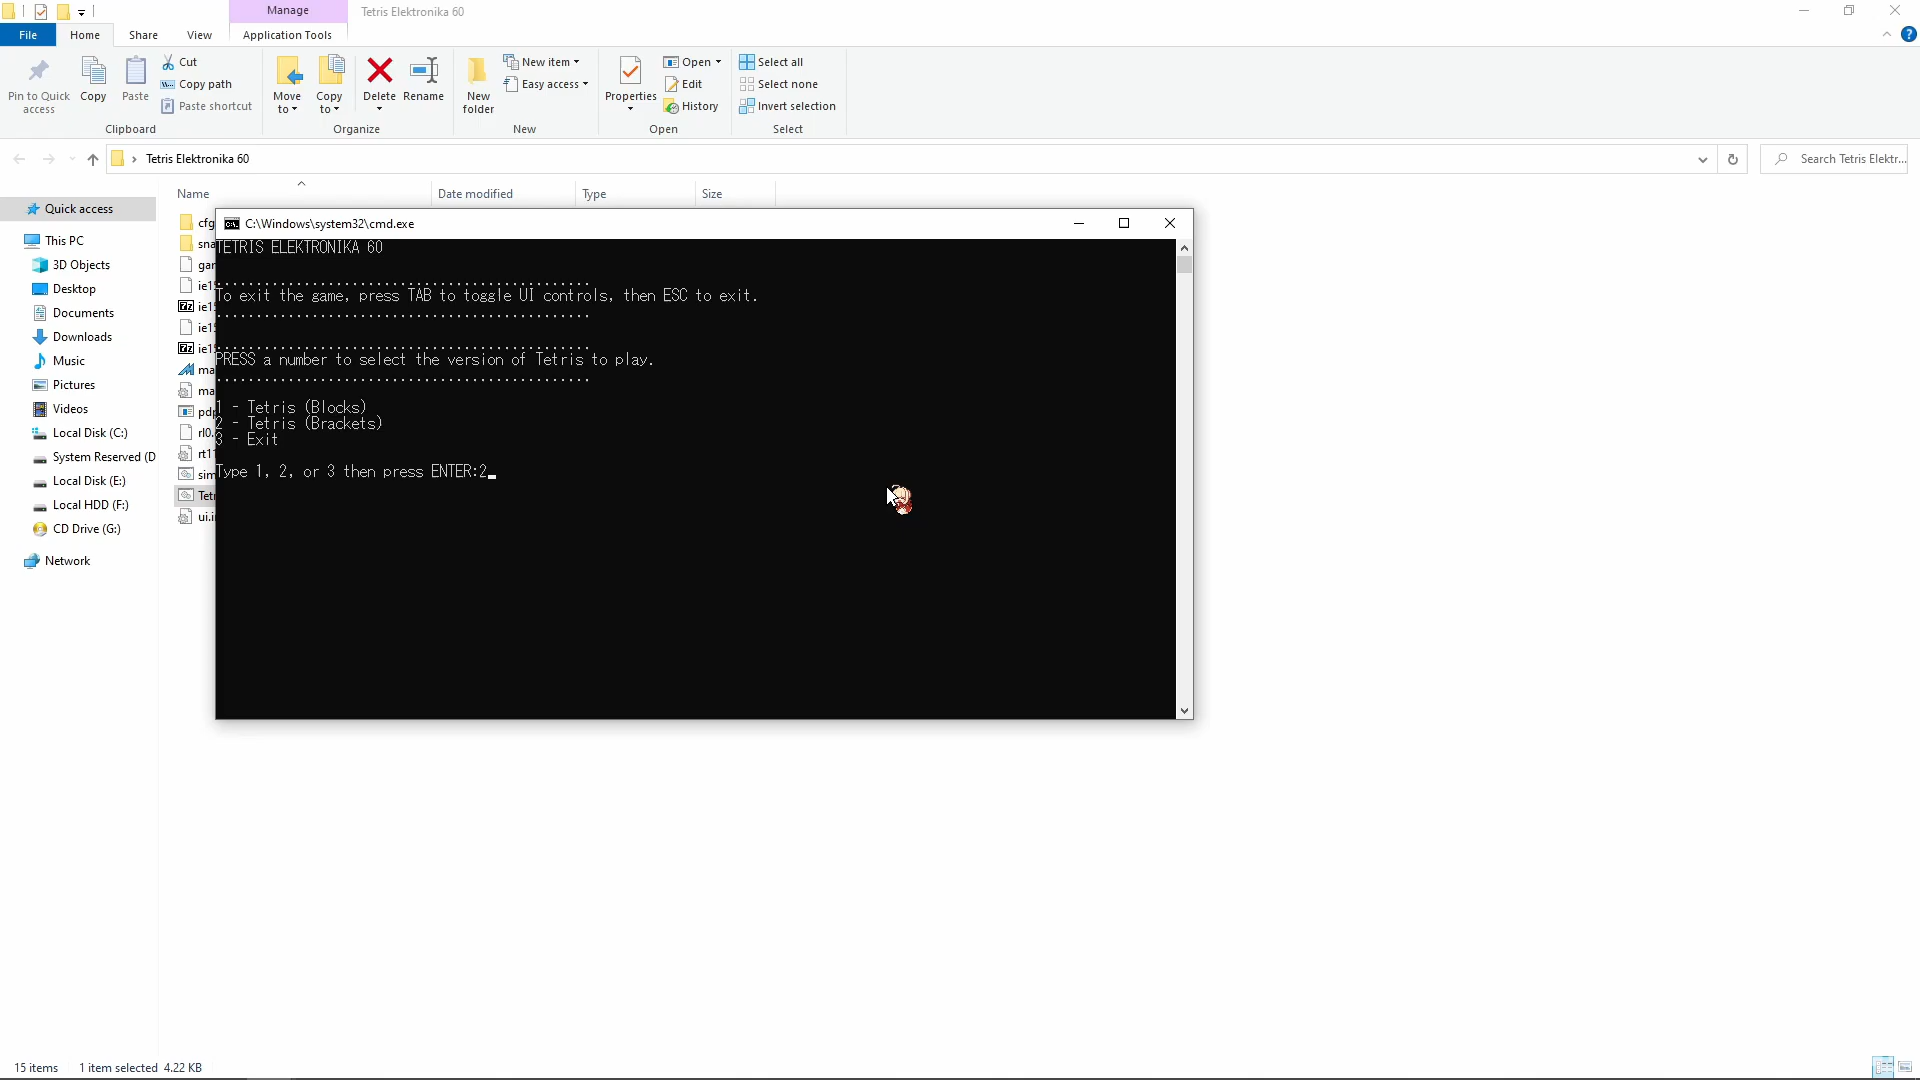 Manage
Tetris Elektronika 60
File
Home
Share
View
Application Tools
Pin to Quick access
Copy
Paste
Cut
Copy path
Paste shortcut
Clipboard
Move to
Copy to
Delete
Rename
Organize
New folder
New item
Easy access
New
Properties
Open
Edit
History
Open
Select all
Select none
Invert selection
Select
Tetris Elektronika 60
Search Tetris Elektr...
Name
Date modified
Type
Size
Quick access
This PC
3D Objects
Desktop
Documents
Downloads
Music
Pictures
Videos
Local Disk (C:)
System Reserved (D
Local Disk (E:)
Local HDD (F:)
CD Drive (G:)
Network
cfg
C:\Windows\system32\cmd.exe
TETRIS ELEKTRONIKA 60
...............................................
To exit the game, press TAB to toggle UI controls, then ESC to exit.
...............................................
...............................................
PRESS a number to select the version of Tetris to play.
...............................................
1 - Tetris (Blocks)
2 - Tetris (Brackets)
3 - Exit
Type 1, 2, or 3 then press ENTER:2_
15 items
1 item selected 4.22 KB